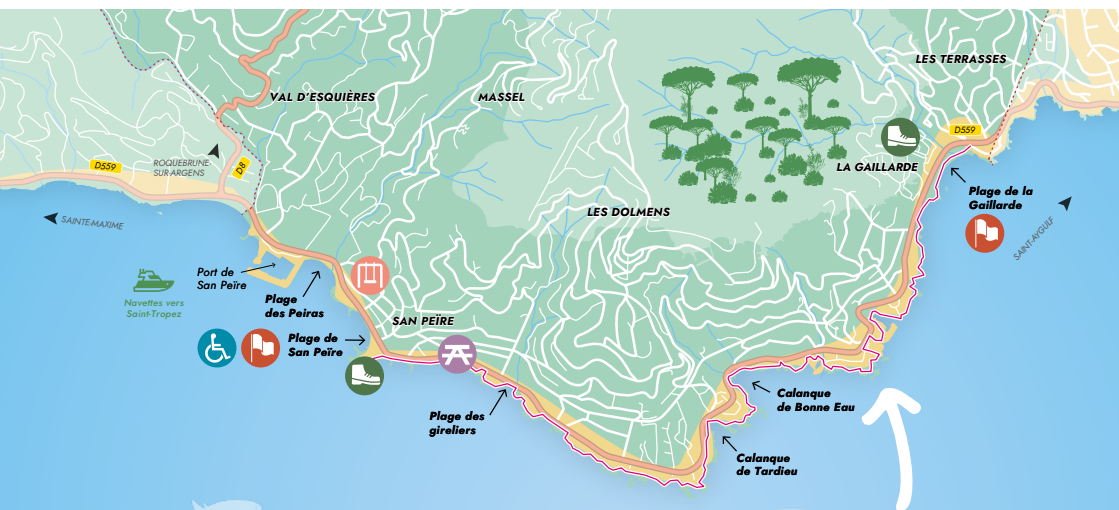 LES TERRASSES
VAL D'ESQUIÈRES
MASSEL
D559
D559
ROQUEBRUNE
SUR-ARGENS
D8
LA GAILLARDE
Plage de la
Gaillarde
SAINTE-MAXIME
LES DOLMENS
SAINT-AYGULF
Port de
San Peïre
Navettes vers
Saint-Tropez
Plage
des Peiras
SAN PEÏRE
Plage de
San Peïre
Plage des
gireliers
Calanque
de Bonne Eau
Calanque
de Tardieu